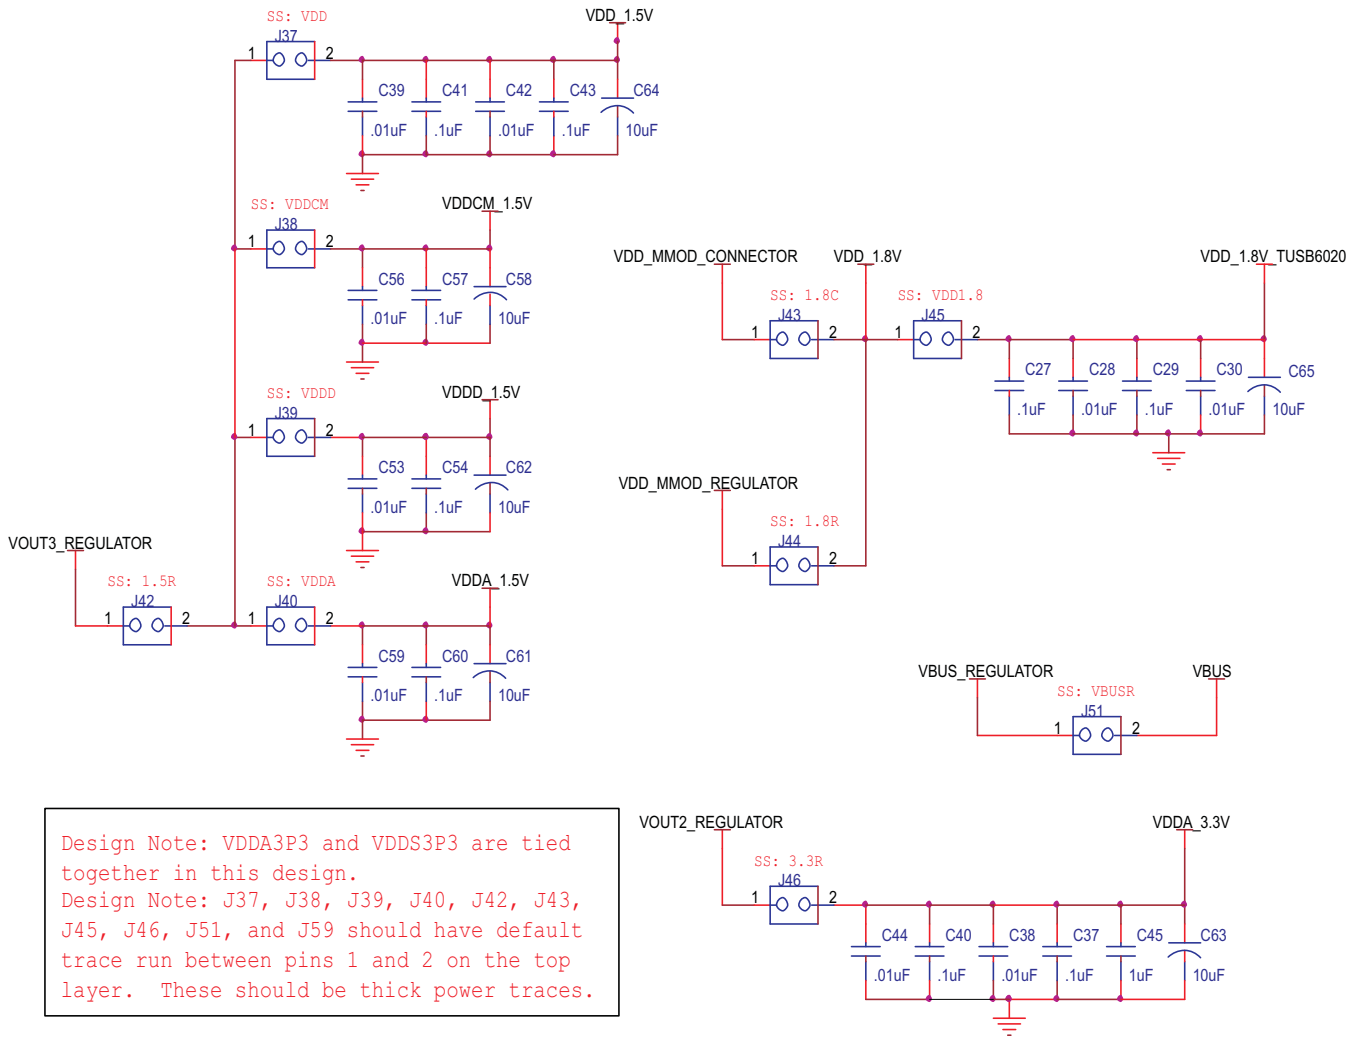 SS: VDD
J37
1
2
VDD_1.5V
C39
C41
C42
C43
C64
.01uF
.1uF
.01uF
.1uF
10uF
SS: VDDCM
J38
1
2
VDDCM_1.5V
C56
C57
C58
.01uF
.1uF
10uF
SS: VDDD
J39
1
2
VDDD_1.5V
C53
C54
C62
.01uF
.1uF
10uF
VOUT3_REGULATOR
SS: 1.5R
J42
1
2
SS: VDDA
J40
1
2
VDDA_1.5V
C59
C60
C61
.01uF
.1uF
10uF
VDD_MMOD_CONNECTOR
SS: 1.8C
J43
1
2
VDD_1.8V
SS: VDD1.8
J45
1
2
VDD_1.8V_TUSB6020
C27
C28
C29
C30
C65
.1uF
.01uF
.1uF
.01uF
10uF
VDD_MMOD_REGULATOR
SS: 1.8R
J44
1
2
VBUS_REGULATOR
SS: VBUSR
J51
1
2
VBUS
VOUT2_REGULATOR
SS: 3.3R
J46
1
2
VDDA_3.3V
C44
C40
C38
C37
C45
C63
.01uF
.1uF
.01uF
.1uF
1uF
10uF
Design Note: VDDA3P3 and VDDS3P3 are tied
together in this design.
Design Note: J37, J38, J39, J40, J42, J43,
J45, J46, J51, and J59 should have default
trace run between pins 1 and 2 on the top
layer.  These should be thick power traces.